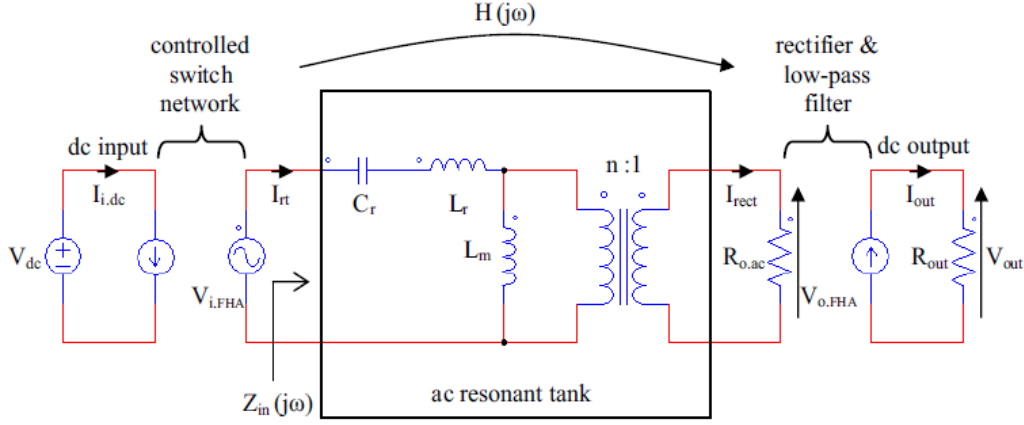 H (jω)
controlled
switch
network
rectifier &
low-pass
filter
dc input
dc output
n :1
I_i.dc
I_rt
C_r
L_r
L_m
I_rect
I_out
V_dc
V_i.FHA
R_o.ac
V_o.FHA
R_out
V_out
Z_in (jω)
ac resonant tank